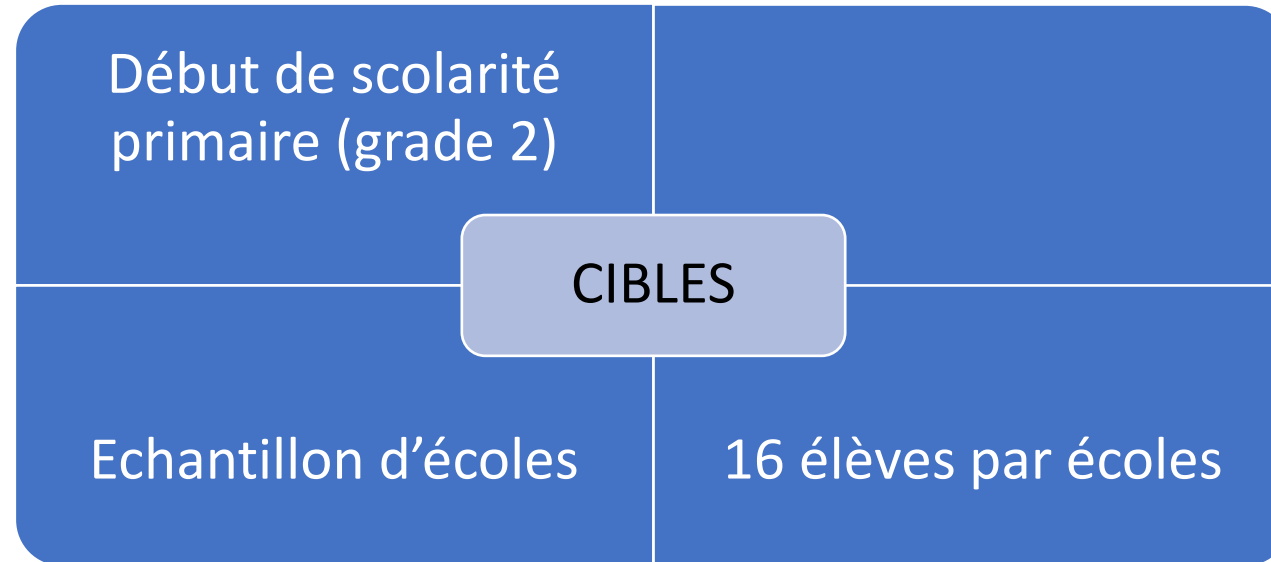 Début de scolarité
primaire (grade 2)
CIBLES
Echantillon d’écoles
16 élèves par écoles